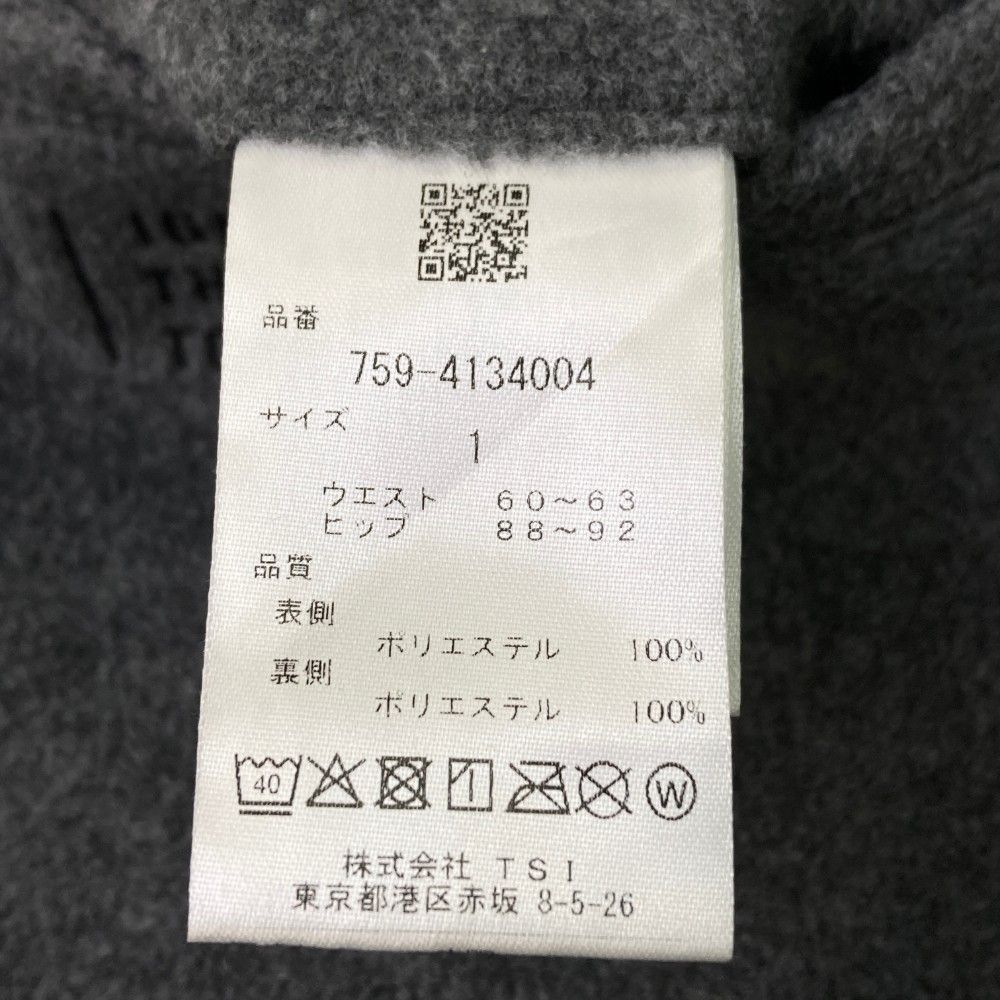 品番
759-4134004
サイズ
1
ウエスト 60～63
ヒップ 88～92
品質
表側
ポリエステル 100%
裏側
ポリエステル 100%
40 W
株式会社 TSI
東京都港区赤坂 8-5-26